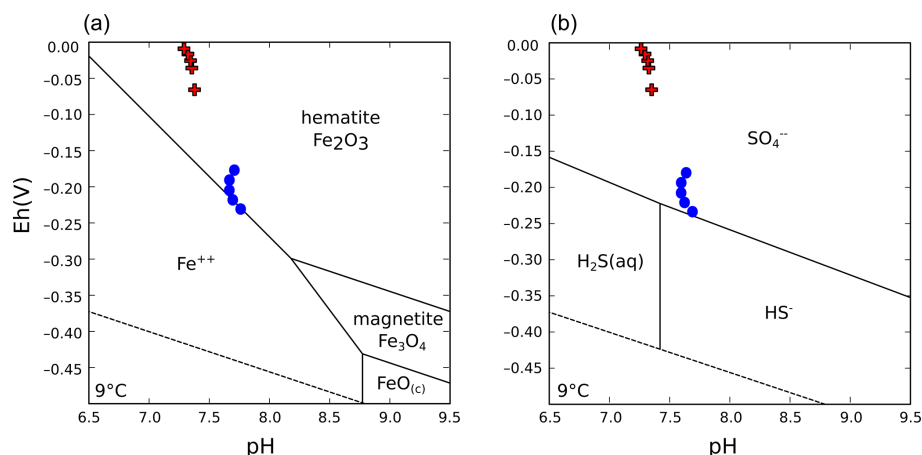 (a)
0.00
−0.05
−0.10
−0.15
−0.20
−0.25
−0.30
−0.35
−0.40
−0.45
Eh(V)
hematite
Fe2O3
Fe⁺⁺
magnetite
Fe₃O₄
FeO₍c₎
9°C
6.5 7.0 7.5 8.0 8.5 9.0 9.5
pH
(b)
0.00
−0.05
−0.10
−0.15
−0.20
−0.25
−0.30
−0.35
−0.40
−0.45
SO₄⁻⁻
H₂S(aq)
HS⁻
9°C
6.5 7.0 7.5 8.0 8.5 9.0 9.5
pH